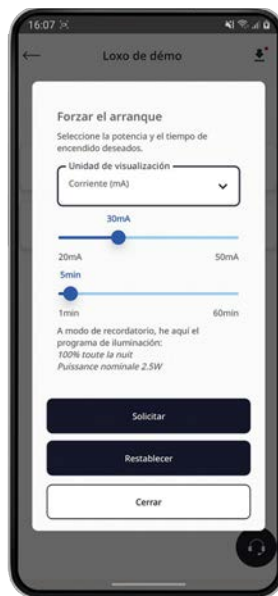 16:07
Loxo de démo
Forzar el arranque
Seleccione la potencia y el tiempo de
encendido deseados.
Unidad de visualización
Corriente (mA)
30mA
20mA 50mA
5min
1min 60min
A modo de recordatorio, he aquí el
programa de iluminación:
100% toute la nuit
Puissance nominale 2.5W
Solicitar
Restablecer
Cerrar